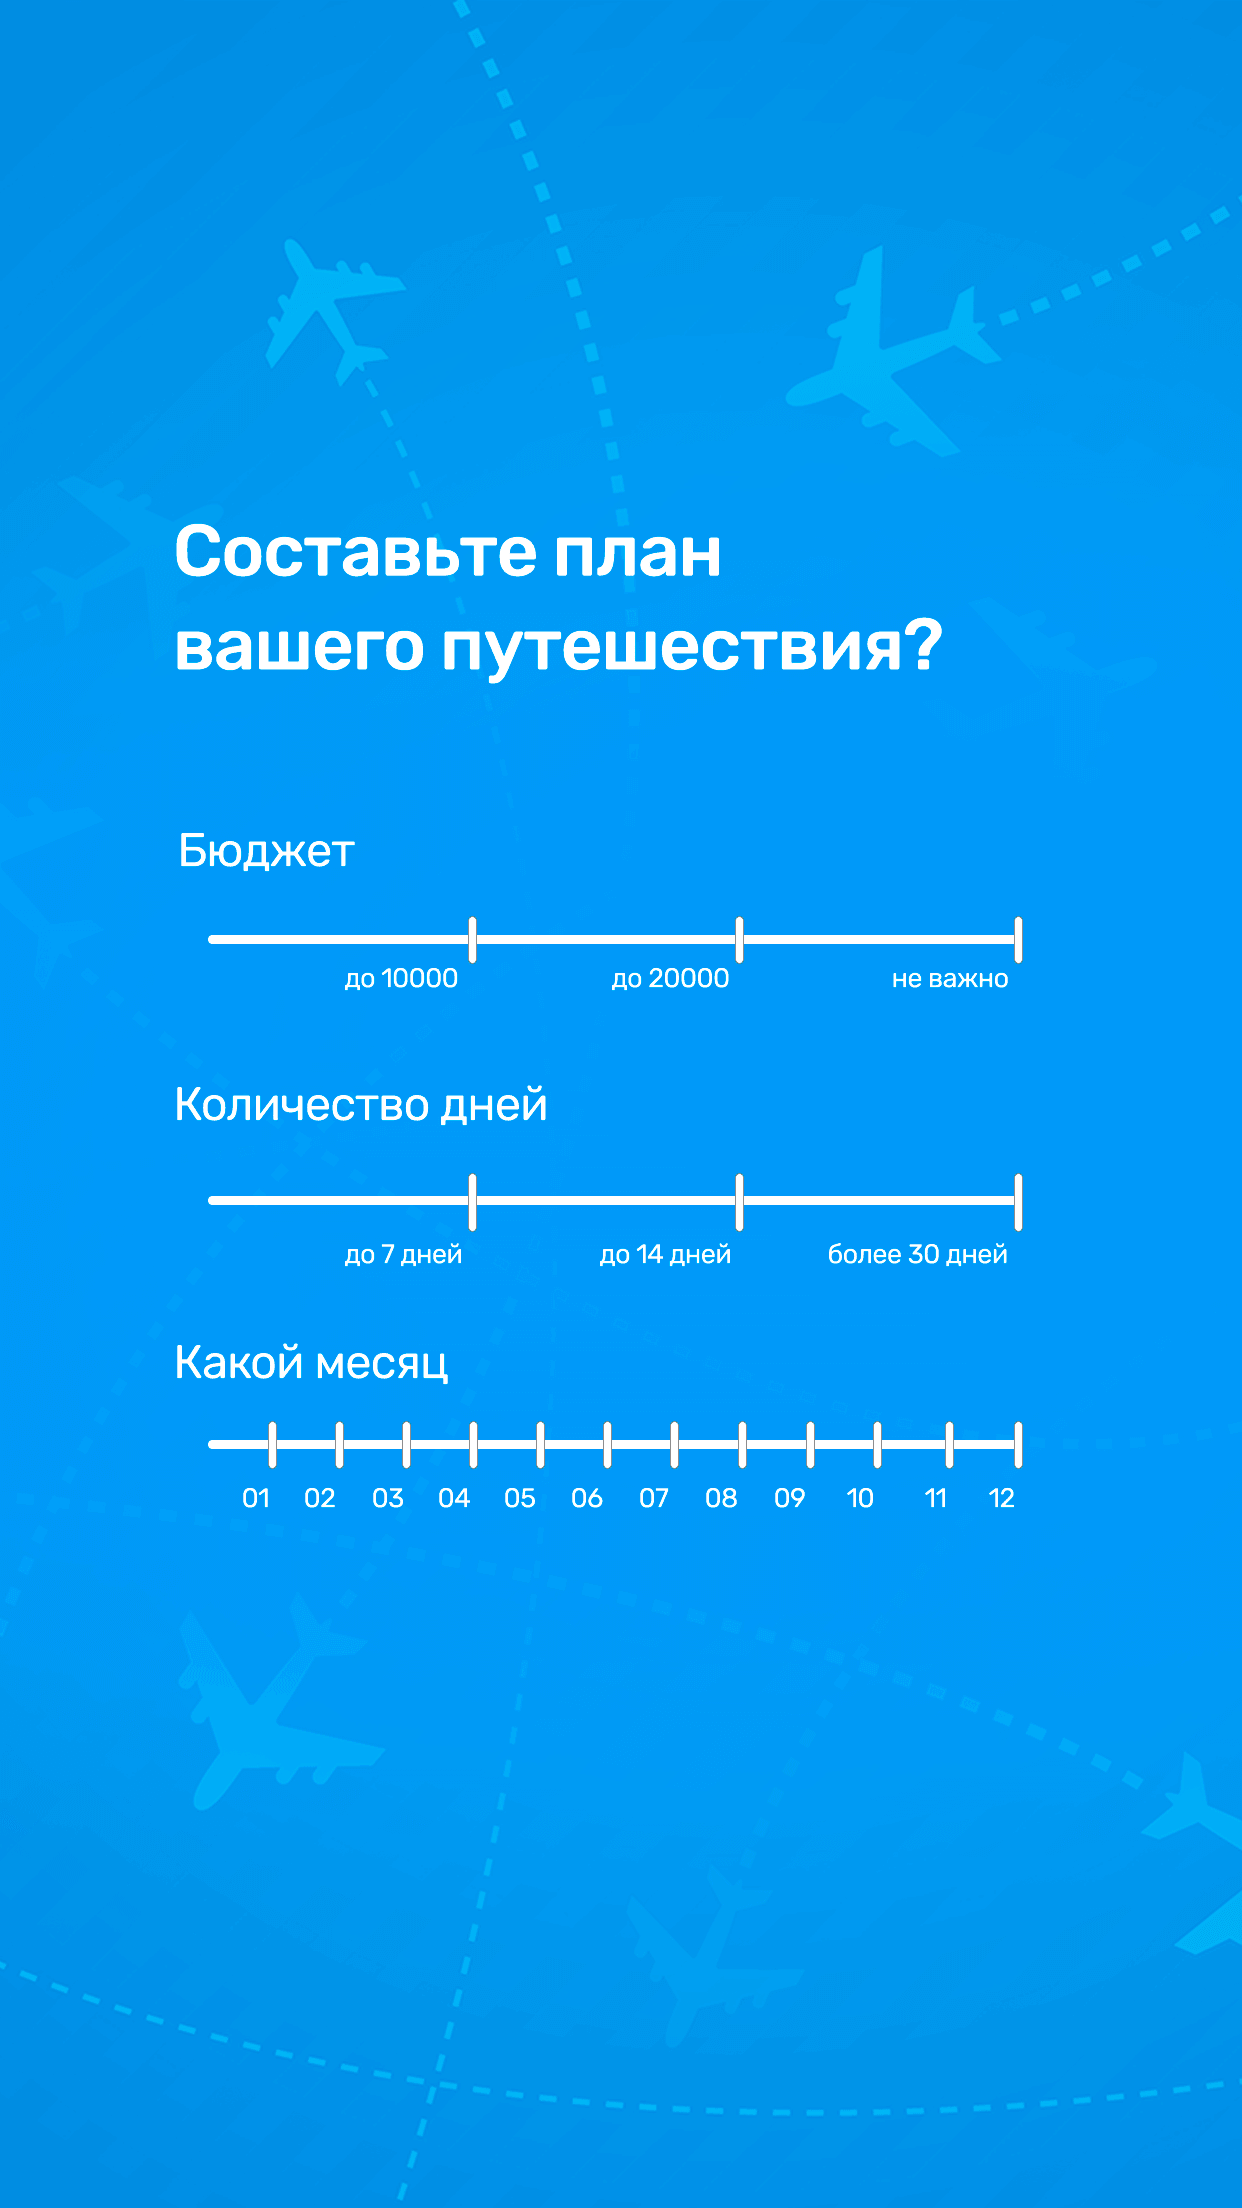 Составьте план
вашего путешествия?
Бюджет
до 10000 до 20000 не важно
Количество дней
до 7 дней до 14 дней более 30 дней
Какой месяц
01 02 03 04 05 06 07 08 09 10 11 12